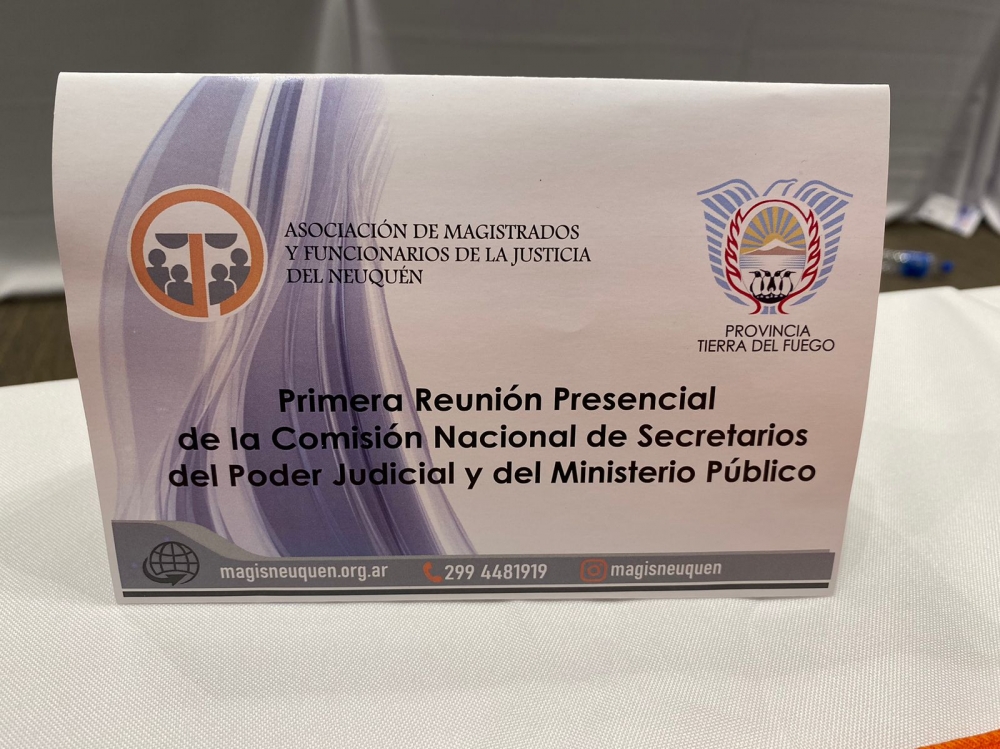 ASOCIACIÓN DE MAGISTRADOS
Y FUNCIONARIOS DE LA JUSTICIA
DEL NEUQUÉN
PROVINCIA
TIERRA DEL FUEGO
Primera Reunión Presencial
de la Comisión Nacional de Secretarios
del Poder Judicial y del Ministerio Público
magisneuquen.org.ar 299 4481919 magisneuquen